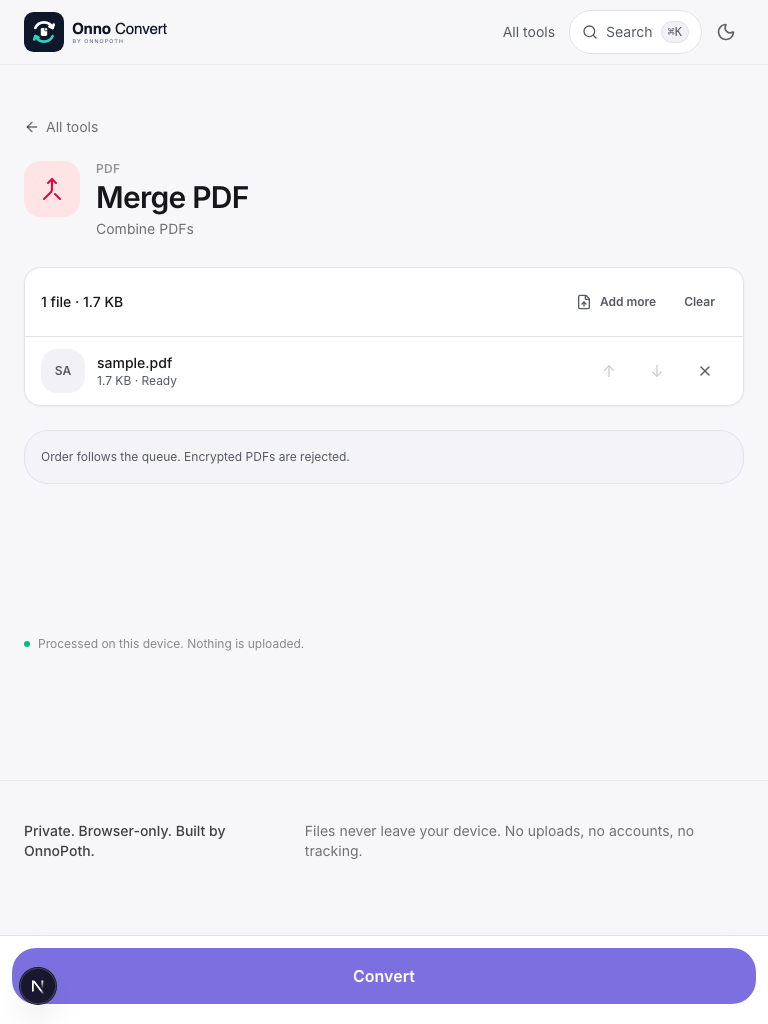 Onno Convert
BY ONNOPOTH
All tools
Search ⌘K
All tools
PDF
Merge PDF
Combine PDFs
1 file · 1.7 KB
Add more
Clear
SA
sample.pdf
1.7 KB · Ready
Order follows the queue. Encrypted PDFs are rejected.
Processed on this device. Nothing is uploaded.
Private. Browser-only. Built by
OnnoPoth.
Files never leave your device. No uploads, no accounts, no
tracking.
Convert
N